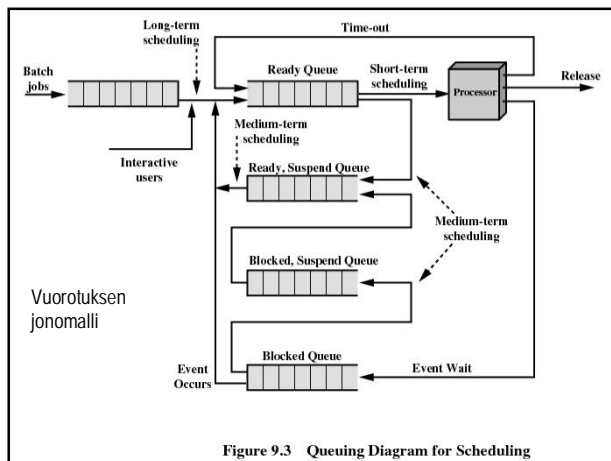 Long-term
scheduling
Time-out
Batch
jobs
Ready Queue
Short-term
scheduling
Processor
Release
Interactive
users
Medium-term
scheduling
Ready, Suspend Queue
Medium-term
scheduling
Blocked, Suspend Queue
Vuorotuksen
jonomalli
Blocked Queue
Event
Occurs
Event Wait
Figure 9.3 Queuing Diagram for Scheduling